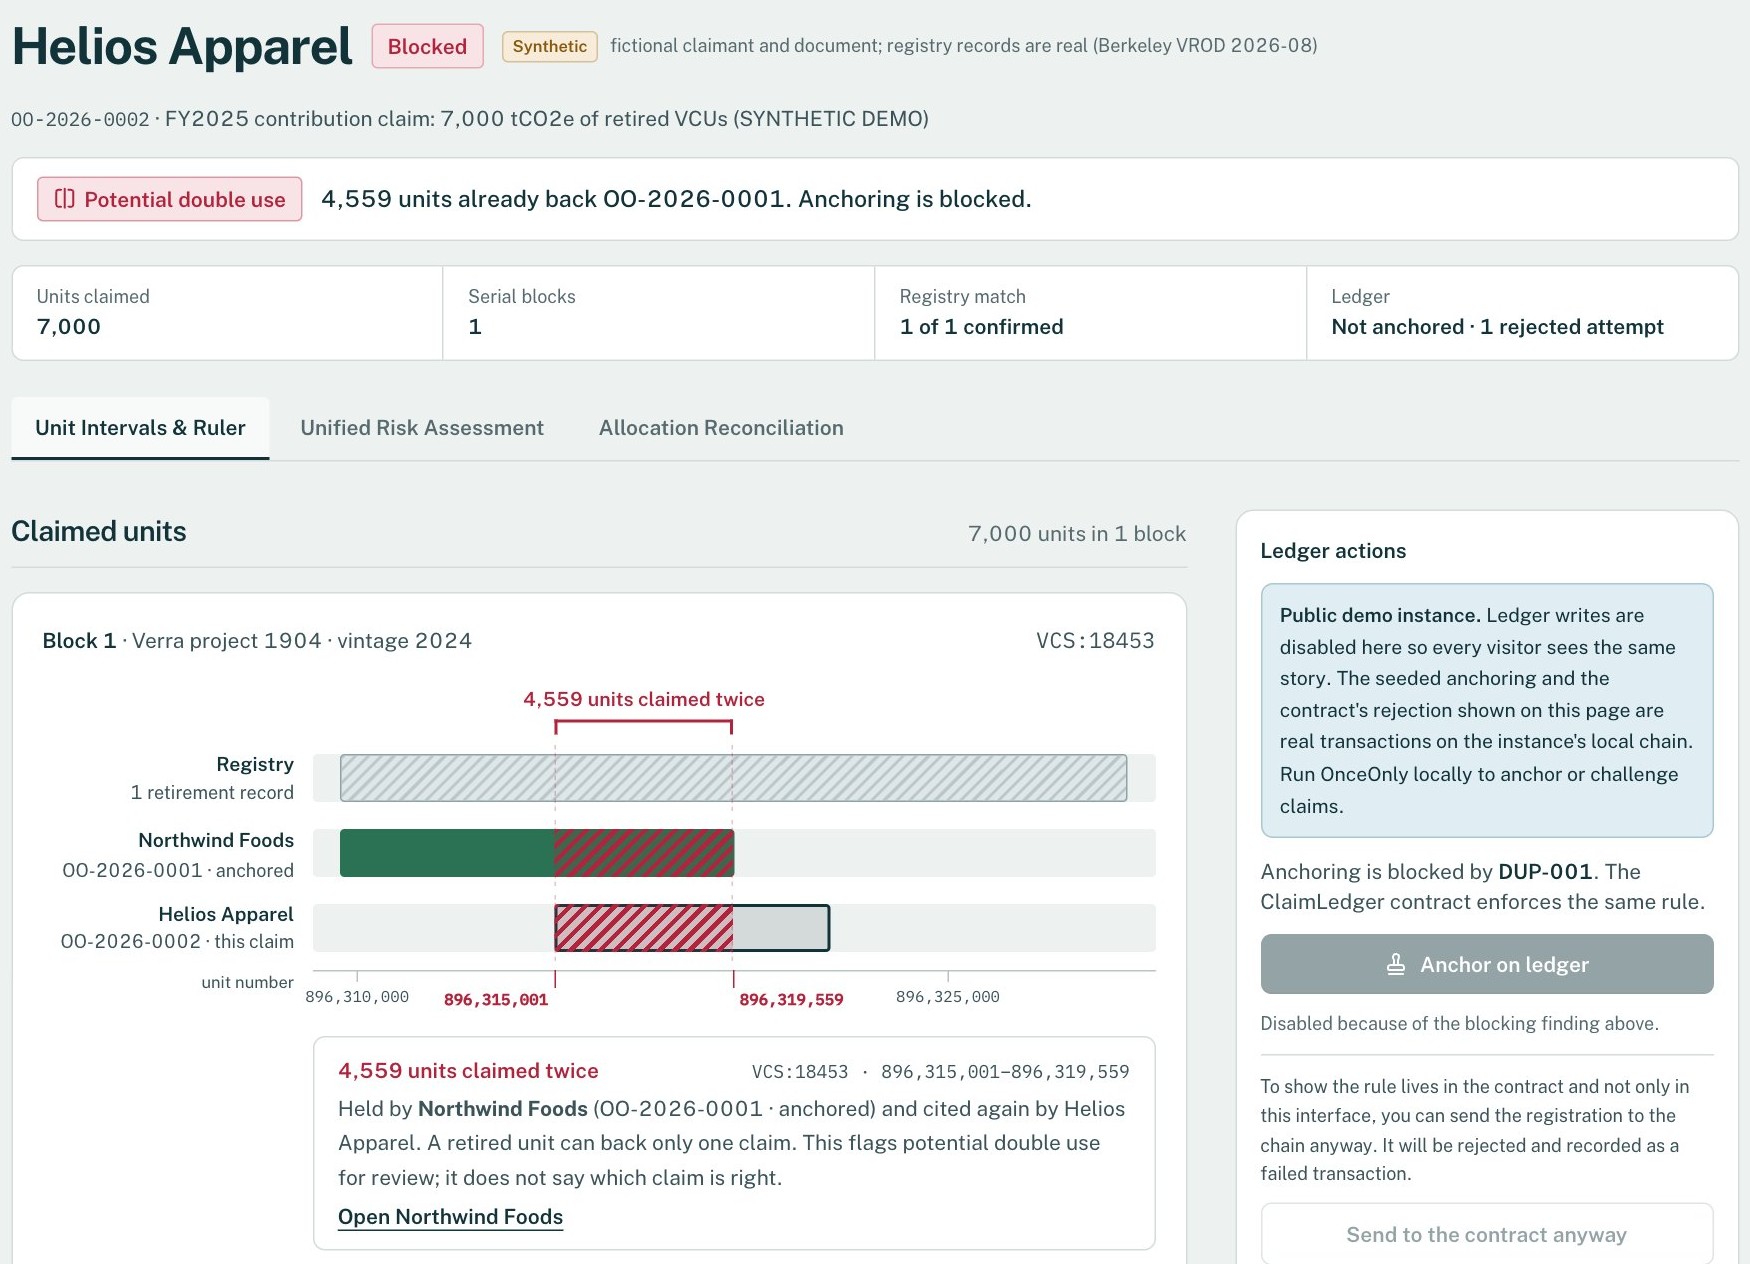 Helios Apparel Blocked Synthetic fictional claimant and document; registry records are real (Berkeley VROD 2026-08)
OO-2026-0002 · FY2025 contribution claim: 7,000 tCO2e of retired VCUs (SYNTHETIC DEMO)
Potential double use 4,559 units already back OO-2026-0001. Anchoring is blocked.
Units claimed
7,000
Serial blocks
1
Registry match
1 of 1 confirmed
Ledger
Not anchored · 1 rejected attempt
Unit Intervals & Ruler Unified Risk Assessment Allocation Reconciliation
Claimed units 7,000 units in 1 block
Block 1 · Verra project 1904 · vintage 2024 VCS:18453
4,559 units claimed twice
Registry
1 retirement record
Northwind Foods
OO-2026-0001 · anchored
Helios Apparel
OO-2026-0002 · this claim
unit number
896,310,000 896,315,001 896,319,559 896,325,000
4,559 units claimed twice VCS:18453 · 896,315,001–896,319,559
Held by Northwind Foods (OO-2026-0001 · anchored) and cited again by Helios
Apparel. A retired unit can back only one claim. This flags potential double use
for review; it does not say which claim is right.
Open Northwind Foods
Ledger actions
Public demo instance. Ledger writes are
disabled here so every visitor sees the same
story. The seeded anchoring and the
contract's rejection shown on this page are
real transactions on the instance's local chain.
Run OnceOnly locally to anchor or challenge
claims.
Anchoring is blocked by DUP-001. The
ClaimLedger contract enforces the same rule.
Anchor on ledger
Disabled because of the blocking finding above.
To show the rule lives in the contract and not only in
this interface, you can send the registration to the
chain anyway. It will be rejected and recorded as a
failed transaction.
Send to the contract anyway